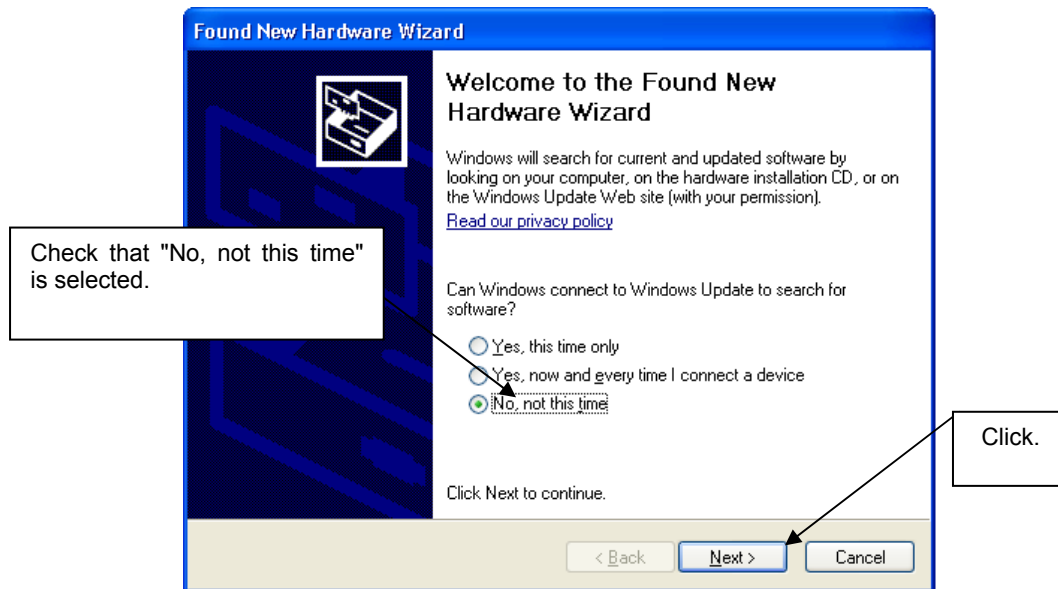 Found New Hardware Wizard
Welcome to the Found New
Hardware Wizard
Windows will search for current and updated software by
looking on your computer, on the hardware installation CD, or on
the Windows Update Web site (with your permission).
Read our privacy policy
Check that "No, not this time"
is selected.
Can Windows connect to Windows Update to search for
software?
Yes, this time only
Yes, now and every time I connect a device
No, not this time
Click.
Click Next to continue.
< Back Next > Cancel